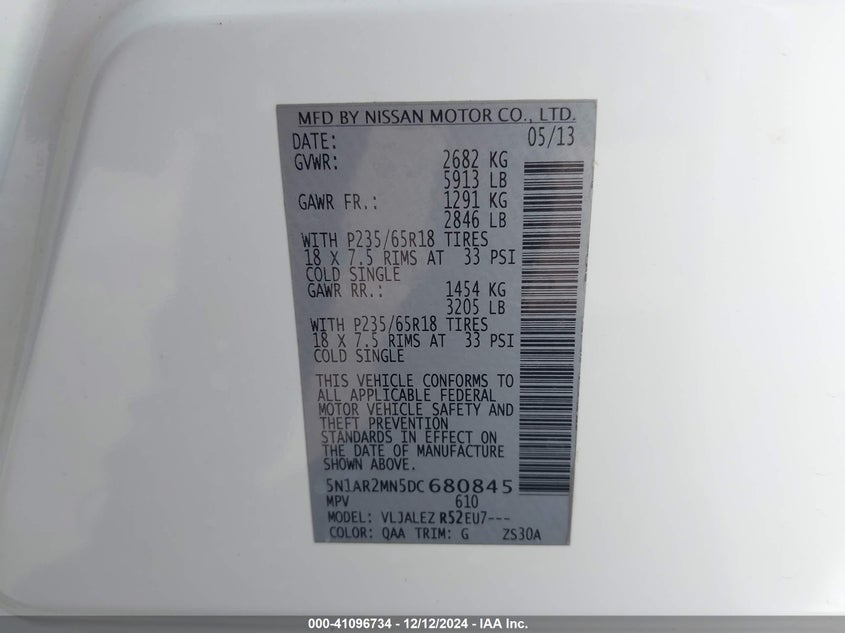 MFD BY NISSAN MOTOR CO., LTD.
DATE: 05/13
GVWR: 2682 KG
5913 LB
GAWR FR.: 1291 KG
2846 LB
WITH P235/65R18 TIRES
18 X 7.5 RIMS AT 33 PSI
COLD SINGLE
GAWR RR.: 1454 KG
3205 LB
WITH P235/65R18 TIRES
18 X 7.5 RIMS AT 33 PSI
COLD SINGLE
THIS VEHICLE CONFORMS TO
ALL APPLICABLE FEDERAL
MOTOR VEHICLE SAFETY AND
THEFT PREVENTION
STANDARDS IN EFFECT ON
THE DATE OF MANUFACTURE
SHOWN ABOVE.
5N1AR2MN5DC680845
MPV 610
MODEL: VLJALEZ R52EU7---
COLOR: QAA TRIM: G ZS30A
000-41096734 - 12/12/2024 - IAA Inc.